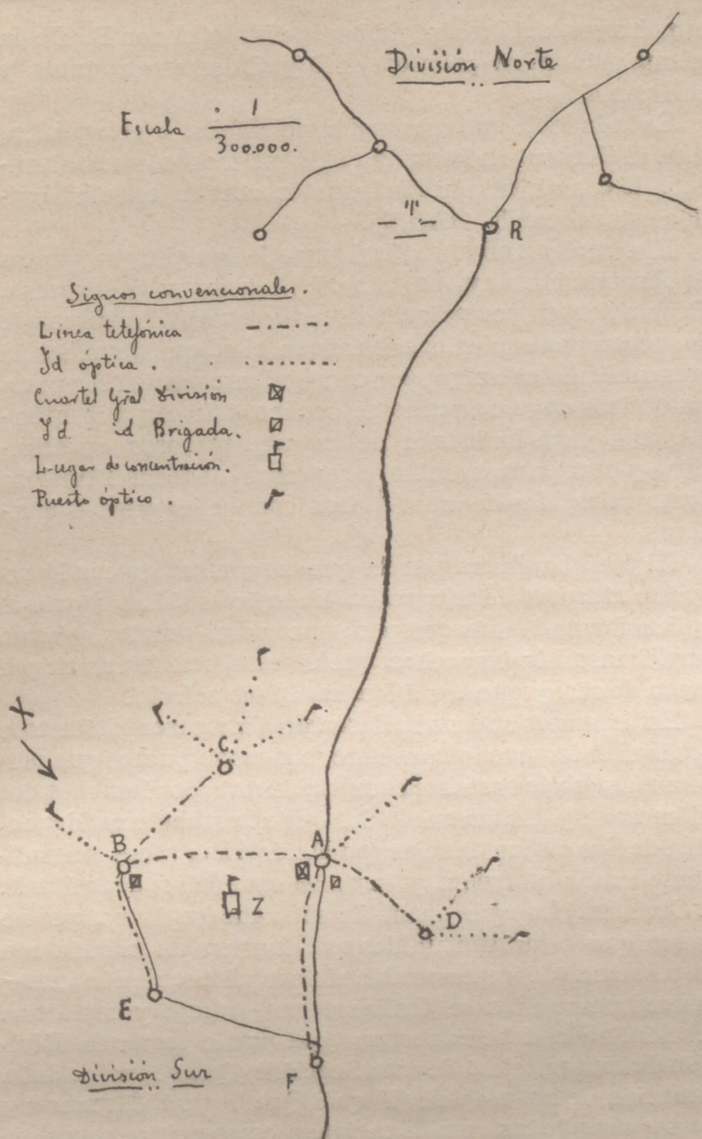 División Norte
Escala 1
300.000.
"1"
R
Signos convencionales.
Linea telefónica
Id óptica.
Cuartel Gral División
Id id Brigada.
Lugar de concentración.
Puesto óptico.
X
C
B
A
Z
D
E
F
División Sur